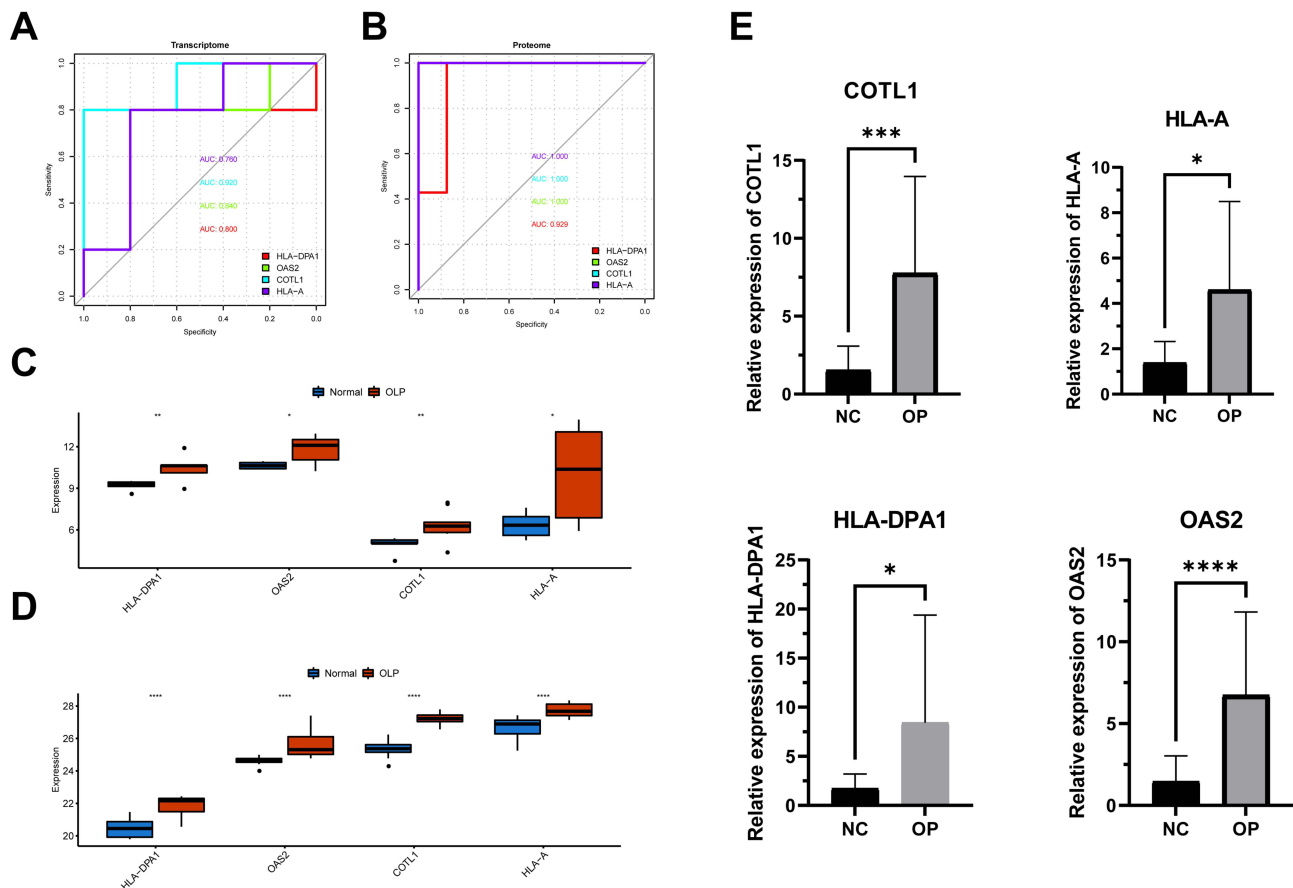 A
Transcriptome
Sensitivity
1.0
0.8
0.6
0.4
0.2
0.0
AUC: 0.760
AUC: 0.920
AUC: 0.840
AUC: 0.800
HLA−DPA1
OAS2
COTL1
HLA−A
1.0 0.8 0.6 0.4 0.2 0.0
Specificity
B
Proteome
Sensitivity
1.0
0.8
0.6
0.4
0.2
0.0
AUC: 1.000
AUC: 1.000
AUC: 1.000
AUC: 0.929
HLA−DPA1
OAS2
COTL1
HLA−A
1.0 0.8 0.6 0.4 0.2 0.0
Specificity
C
Normal OLP
** * ** *
Expression
12
9
6
HLA−DPA1 OAS2 COTL1 HLA−A
D
Normal OLP
**** **** **** ****
Expression
28
26
24
22
20
HLA−DPA1 OAS2 COTL1 HLA−A
E
COTL1
***
Relative expression of COTL1
15
10
5
0
NC OP
HLA-A
*
Relative expression of HLA-A
10
8
6
4
2
0
NC OP
HLA-DPA1
*
Relative expression of HLA-DPA1
25
20
15
10
5
0
NC OP
OAS2
****
Relative expression of OAS2
15
10
5
0
NC OP